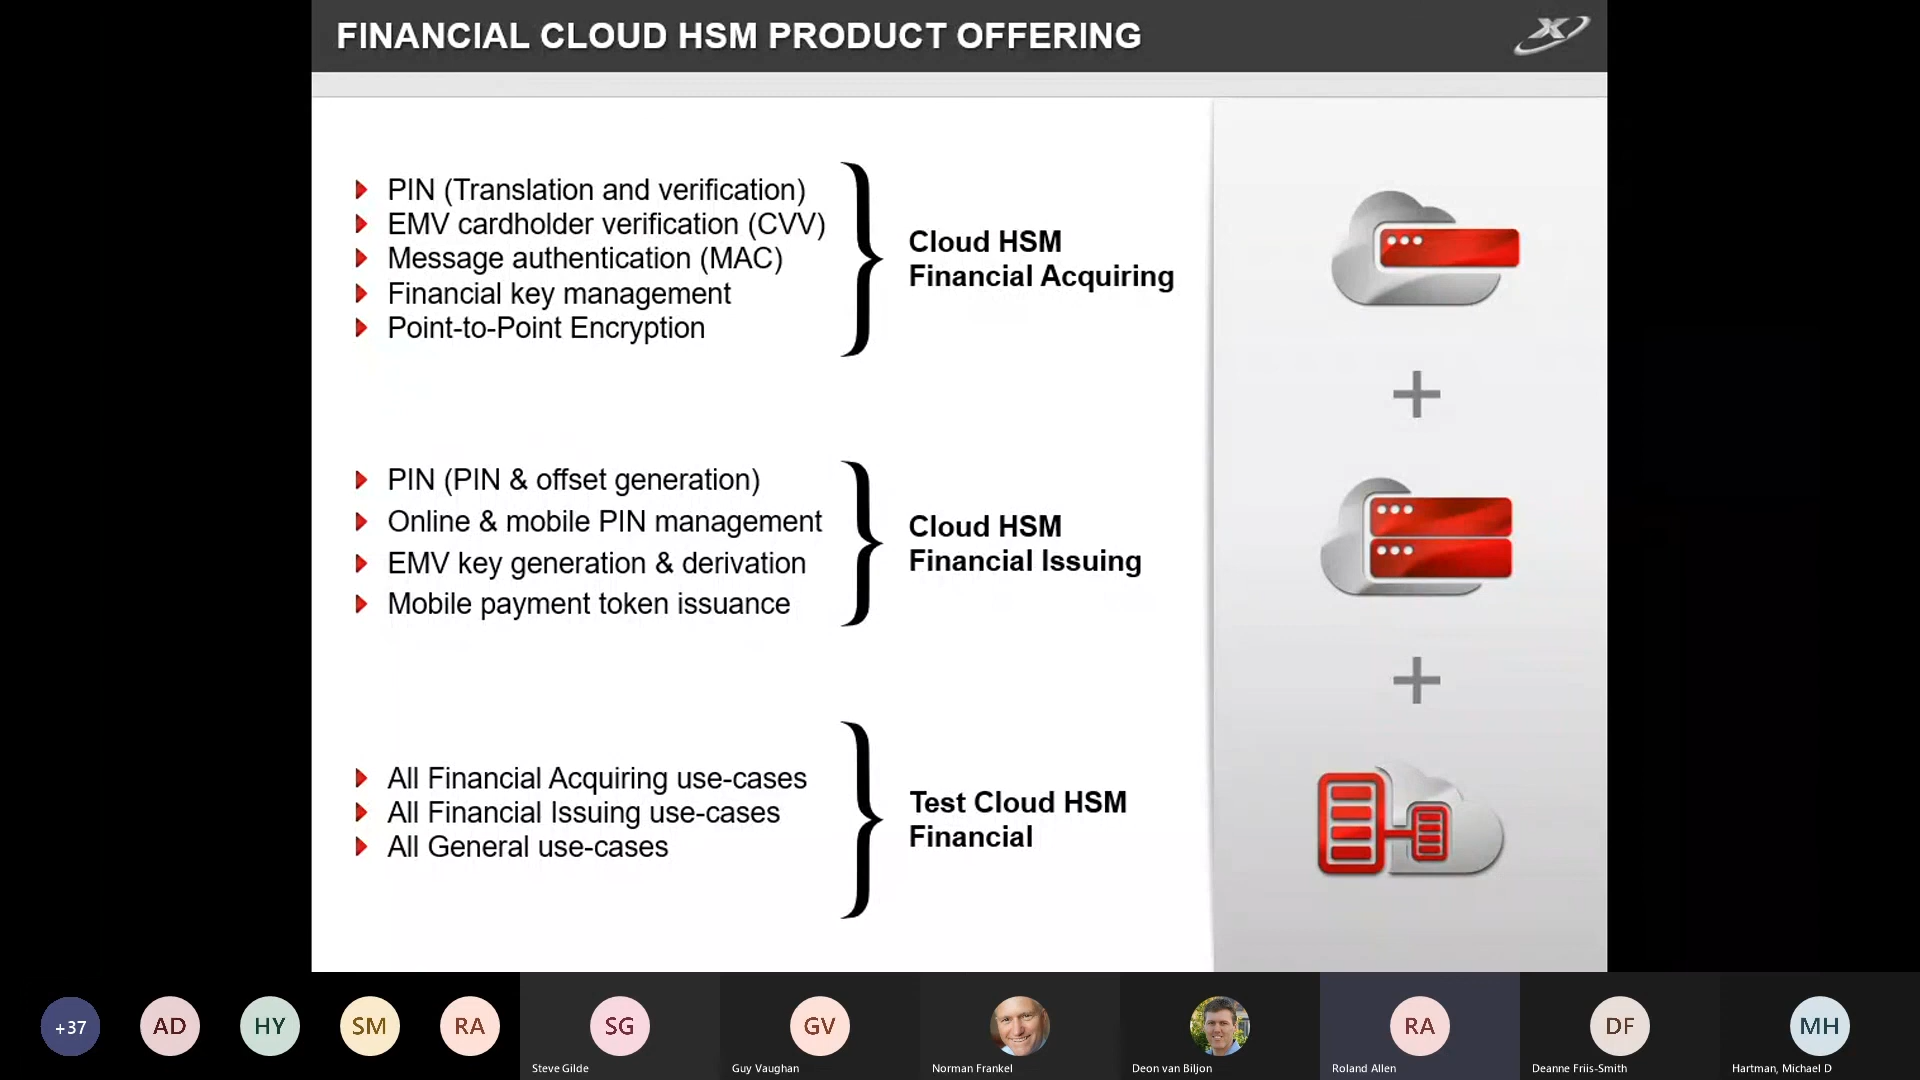 FINANCIAL CLOUD HSM PRODUCT OFFERING
X
PIN (Translation and verification)
EMV cardholder verification (CVV)
Message authentication (MAC)
Financial key management
Point-to-Point Encryption
Cloud HSM
Financial Acquiring
PIN (PIN & offset generation)
Online & mobile PIN management
EMV key generation & derivation
Mobile payment token issuance
Cloud HSM
Financial Issuing
All Financial Acquiring use-cases
All Financial Issuing use-cases
All General use-cases
Test Cloud HSM
Financial
+37
AD
HY
SM
RA
SG
Steve Gilde
GV
Guy Vaughan
Norman Frankel
Deon van Biljon
RA
Roland Allen
DF
Deanne Friis-Smith
MH
Hartman, Michael D